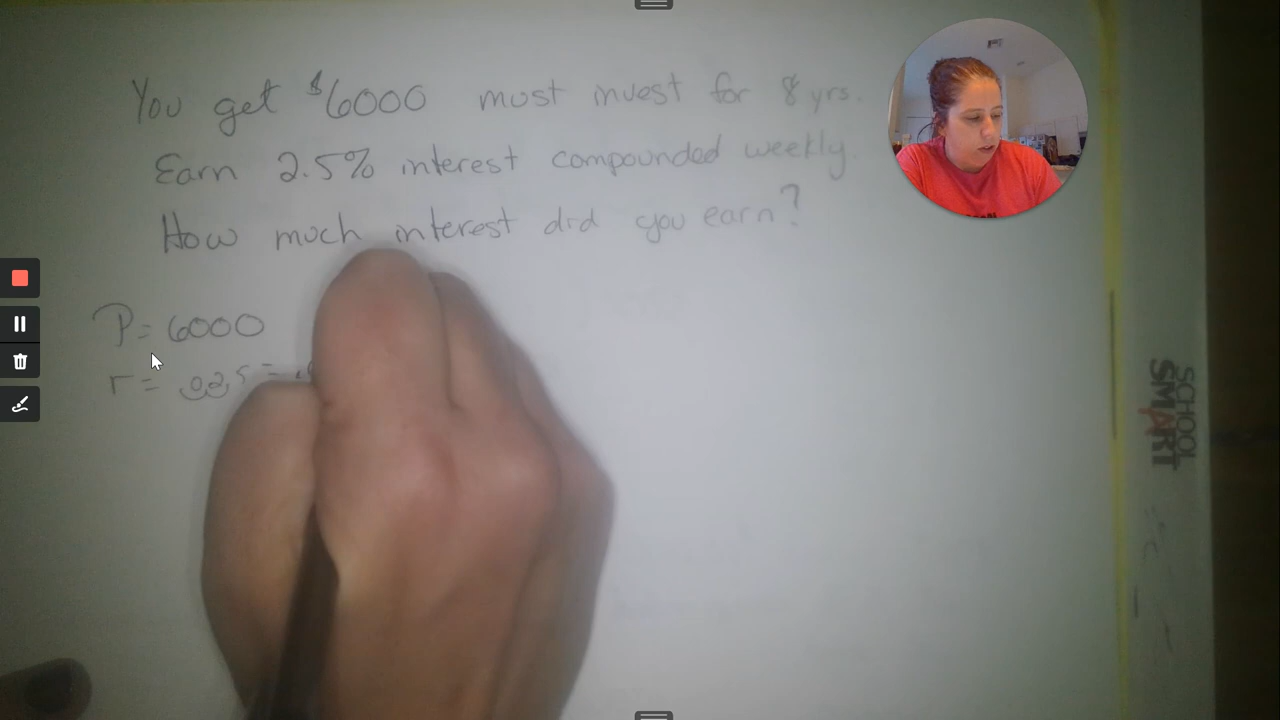 You get $6000 must invest for 8 yrs.
Earn 2.5% interest compounded weekly.
How much interest did you earn?
P = 6000
r = .025 =
SCHOOL
SMART